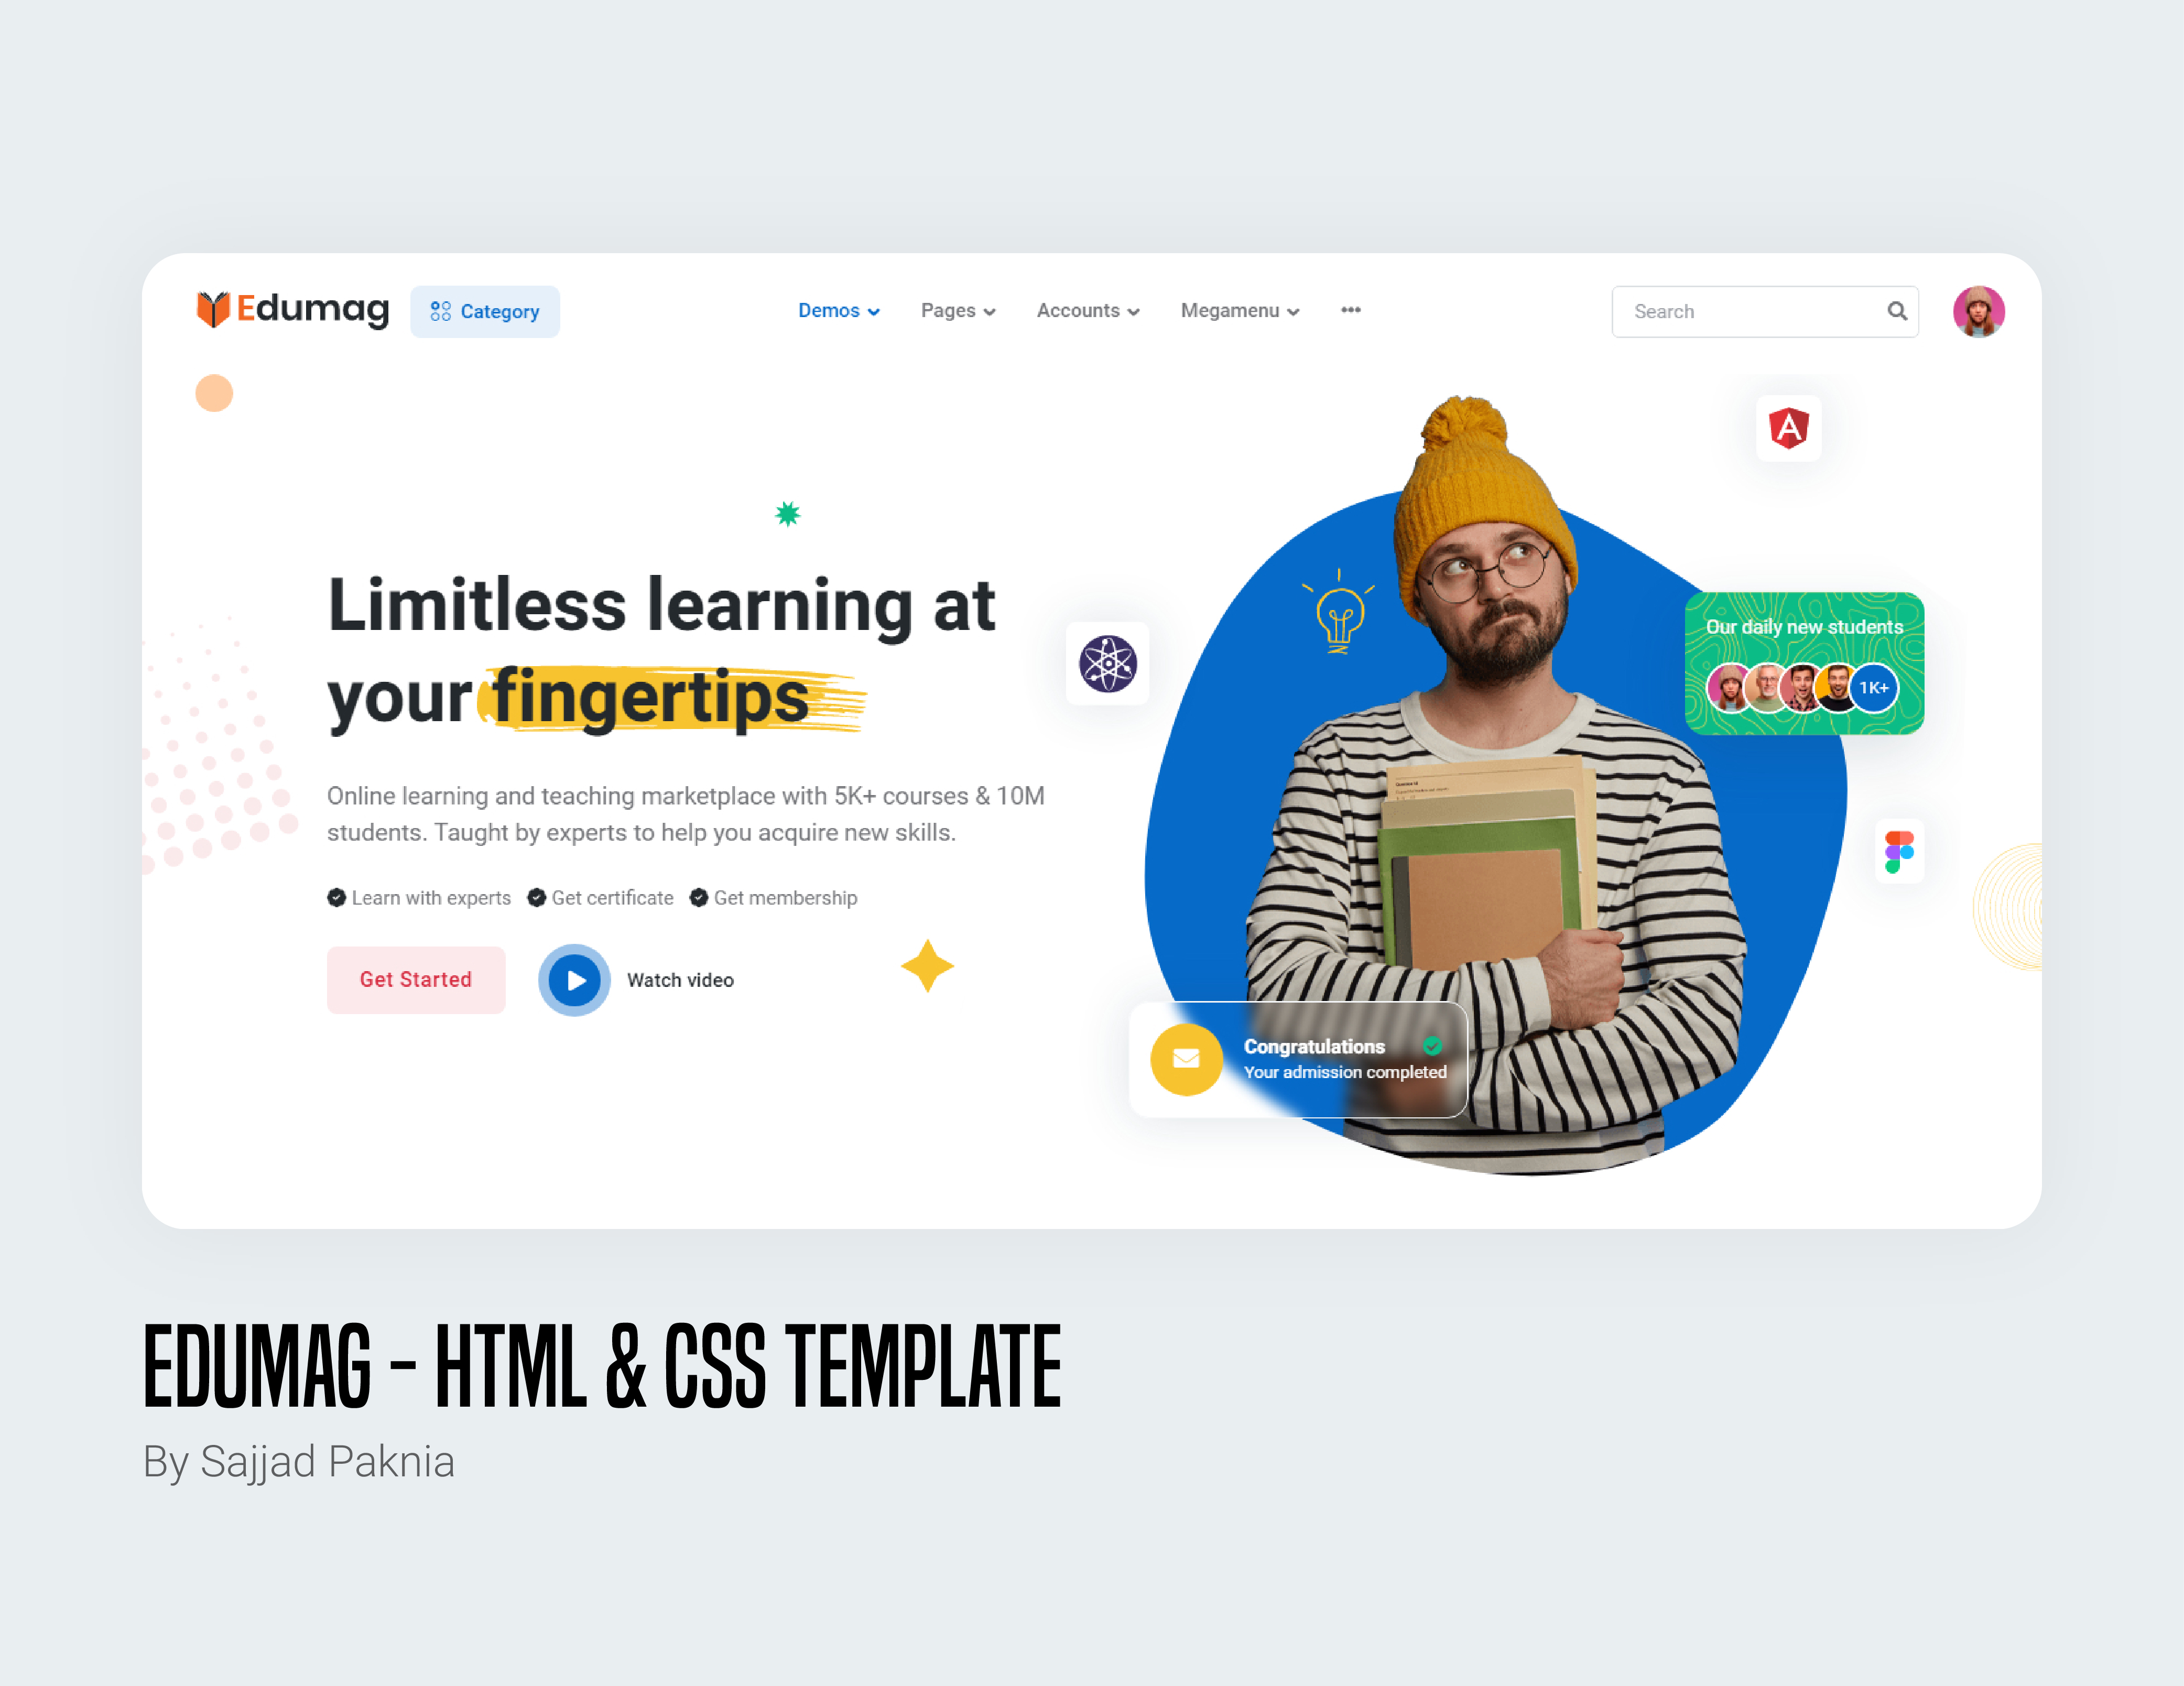 Edumag
Category
Demos
Pages
Accounts
Megamenu
Search
Limitless learning at
your fingertips
Online learning and teaching marketplace with 5K+ courses & 10M
students. Taught by experts to help you acquire new skills.
Learn with experts
Get certificate
Get membership
Get Started
Watch video
Our daily new students
1K+
Congratulations
Your admission completed
EDUMAG - HTML & CSS TEMPLATE
By Sajjad Paknia